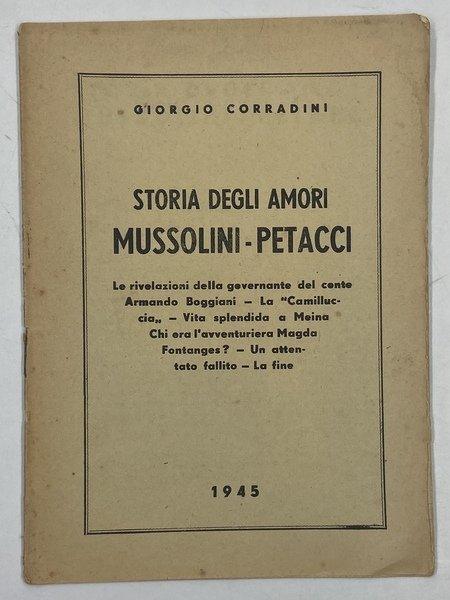 GIORGIO CORRADINI
STORIA DEGLI AMORI
MUSSOLINI - PETACCI
Le rivelazioni della governante del conte
Armando Boggiani – La "Camilluc-
cia„ – Vita splendida a Meina
Chi era l'avventuriera Magda
Fontanges? – Un atten-
tato fallito – La fine
1945